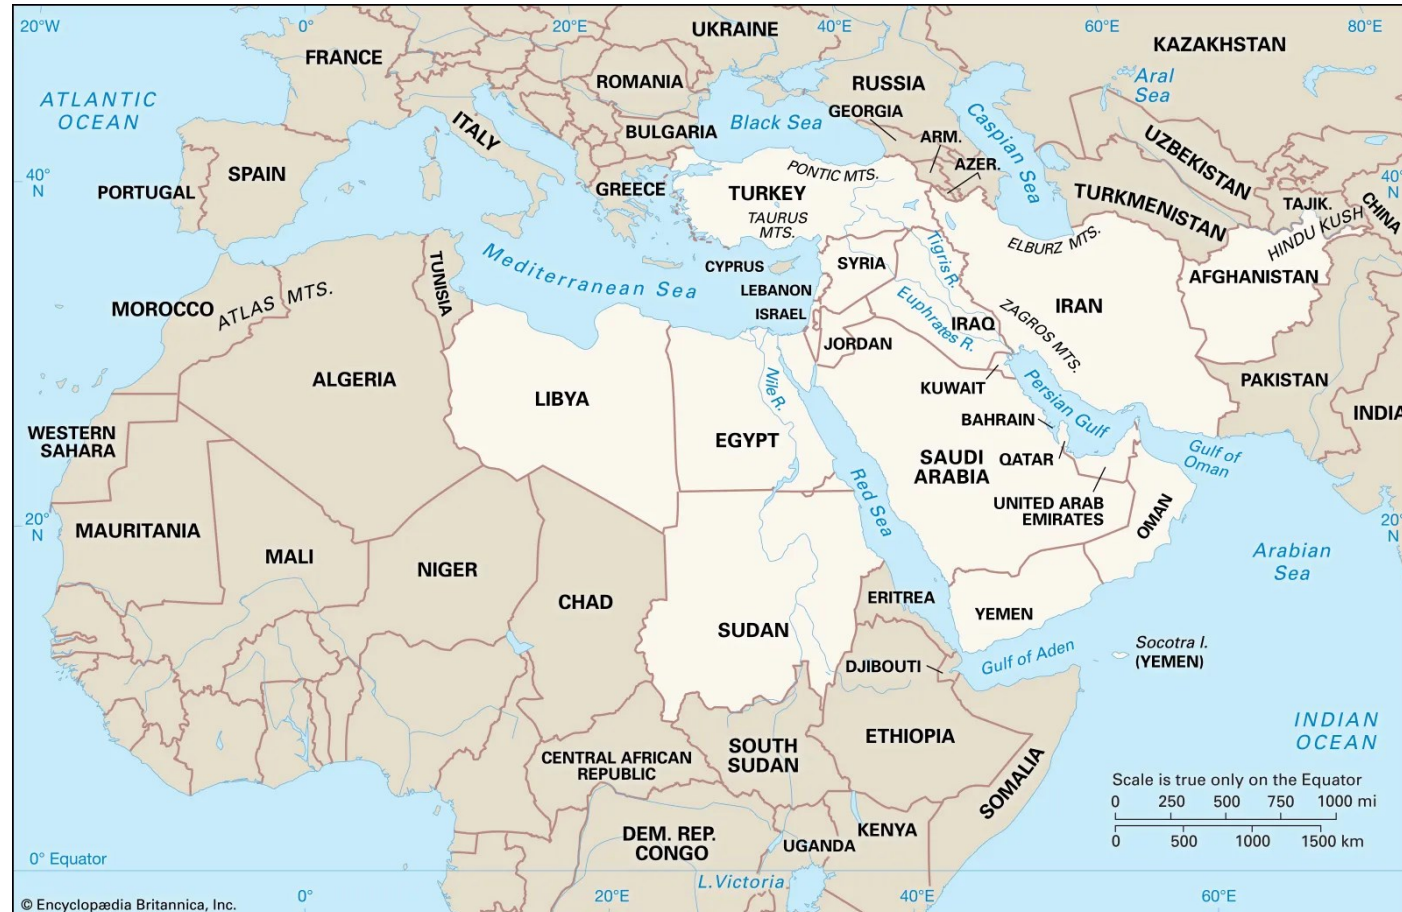 20°W
0°
20°E
40°E
60°E
80°E
UKRAINE
FRANCE
KAZAKHSTAN
ROMANIA
RUSSIA
Aral
Sea
ATLANTIC
OCEAN
GEORGIA
Caspian Sea
ITALY
BULGARIA
Black Sea
ARM.
UZBEKISTAN
AZER.
40°
N
SPAIN
PORTUGAL
GREECE
TURKEY
PONTIC MTS.
TAURUS
MTS.
TURKMENISTAN
TAJIK.
40°
N
CHINA
HINDU KUSH
ELBURZ MTS.
Mediterranean Sea
TUNISIA
CYPRUS
SYRIA
Tigris R.
AFGHANISTAN
LEBANON
ISRAEL
Euphrates R.
IRAQ
ZAGROS MTS.
IRAN
MOROCCO
ATLAS MTS.
JORDAN
ALGERIA
LIBYA
Nile R.
KUWAIT
Persian Gulf
PAKISTAN
INDIA
WESTERN
SAHARA
EGYPT
BAHRAIN
SAUDI
ARABIA
QATAR
Gulf of
Oman
Red Sea
UNITED ARAB
EMIRATES
OMAN
20°
N
MAURITANIA
MALI
NIGER
CHAD
20°
N
Arabian
Sea
SUDAN
ERITREA
YEMEN
Socotra I.
(YEMEN)
DJIBOUTI
Gulf of Aden
INDIAN
OCEAN
ETHIOPIA
SOUTH
SUDAN
CENTRAL AFRICAN
REPUBLIC
SOMALIA
Scale is true only on the Equator
0 250 500 750 1000 mi
0 500 1000 1500 km
DEM. REP.
CONGO
UGANDA
KENYA
0° Equator
L.Victoria
0°
20°E
40°E
60°E
© Encyclopædia Britannica, Inc.